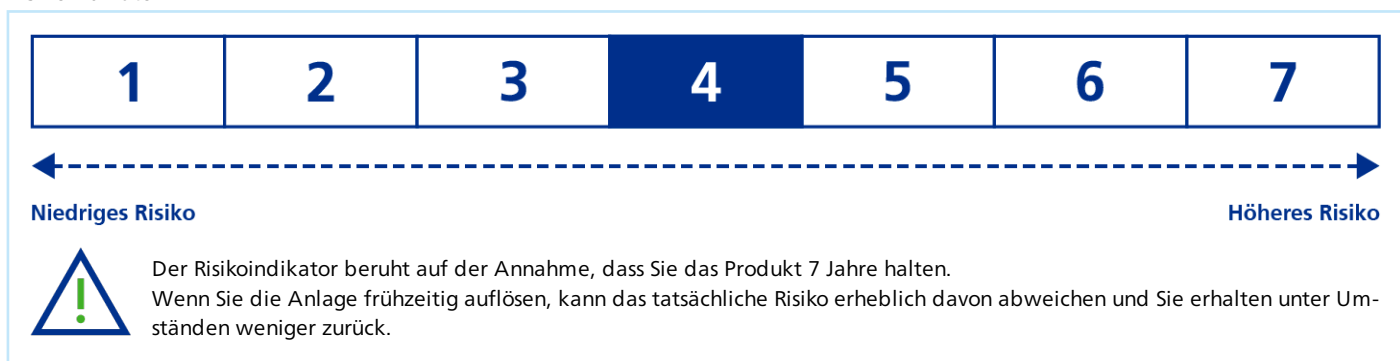 1 2 3 4 5 6 7
Niedriges Risiko Höheres Risiko
Der Risikoindikator beruht auf der Annahme, dass Sie das Produkt 7 Jahre halten.
Wenn Sie die Anlage frühzeitig auflösen, kann das tatsächliche Risiko erheblich davon abweichen und Sie erhalten unter Um-
ständen weniger zurück.